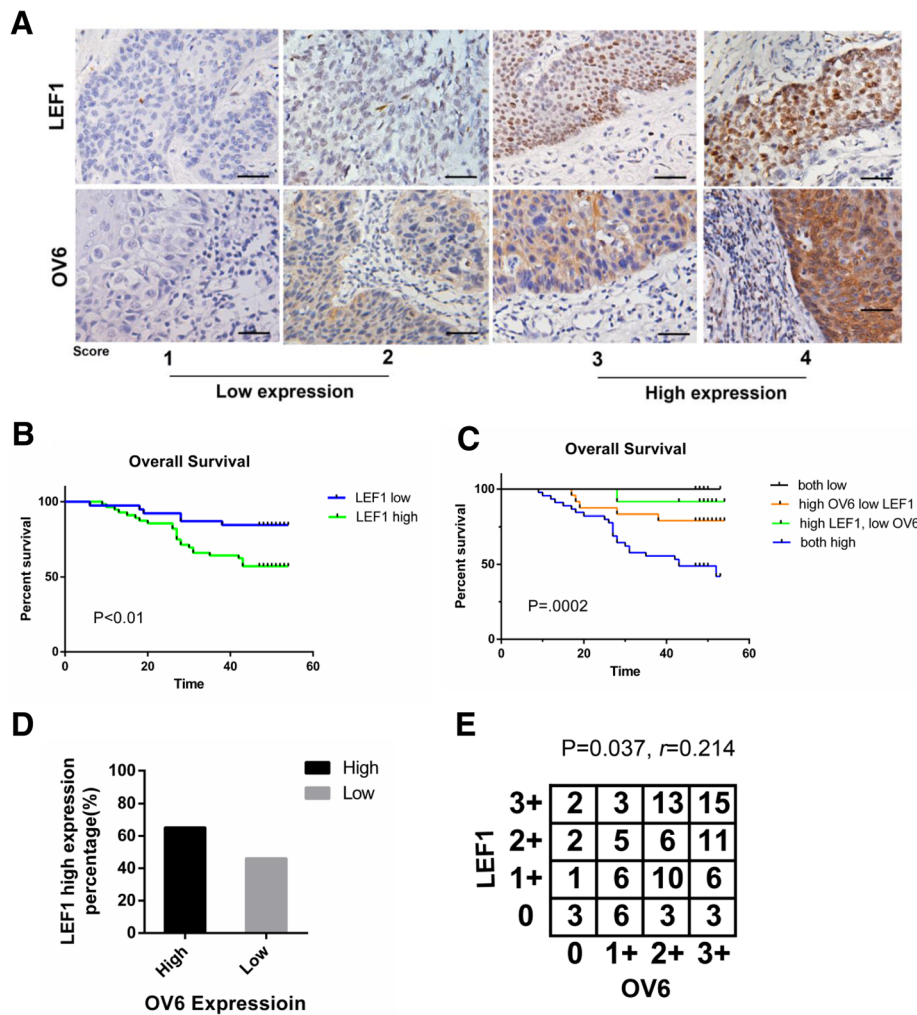 A
LEF1
OV6
Score
1 2 3 4
Low expression High expression
B
Overall Survival
Percent survival
100
50
0
0 20 40 60
Time
P<0.01
LEF1 low
LEF1 high
C
Overall Survival
Percent survival
100
50
0
0 20 40 60
Time
P=.0002
both low
high OV6 low LEF1
high LEF1, low OV6
both high
D
LEF1 high expression
percentage(%)
100
80
60
40
20
0
High Low
OV6 Expressioin
High
Low
E
P=0.037, r=0.214
LEF1
3+ 2 3 13 15
2+ 2 5 6 11
1+ 1 6 10 6
0 3 6 3 3
0 1+ 2+ 3+
OV6